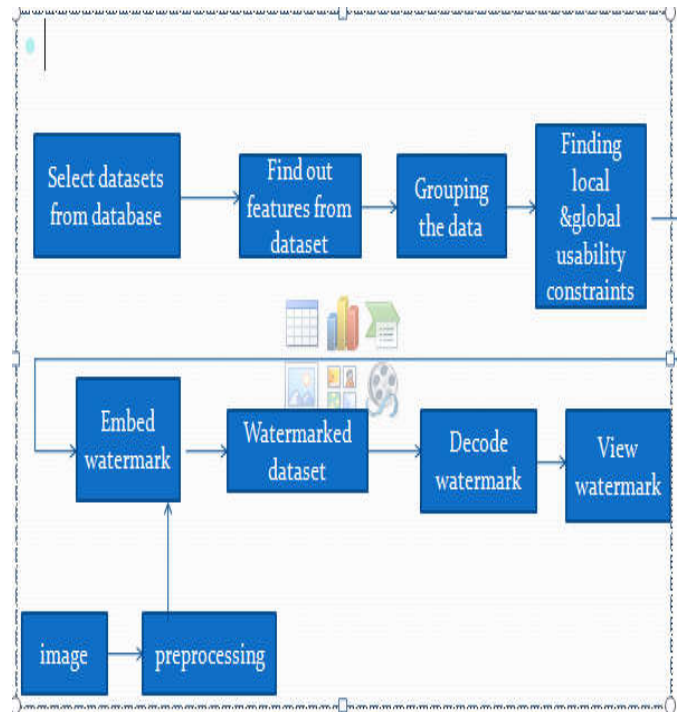 Select datasets
from database
Find out
features from
dataset
Grouping
the data
Finding
local
&global
usability
constraints
Embed
watermark
Watermarked
dataset
Decode
watermark
View
watermark
image
preprocessing